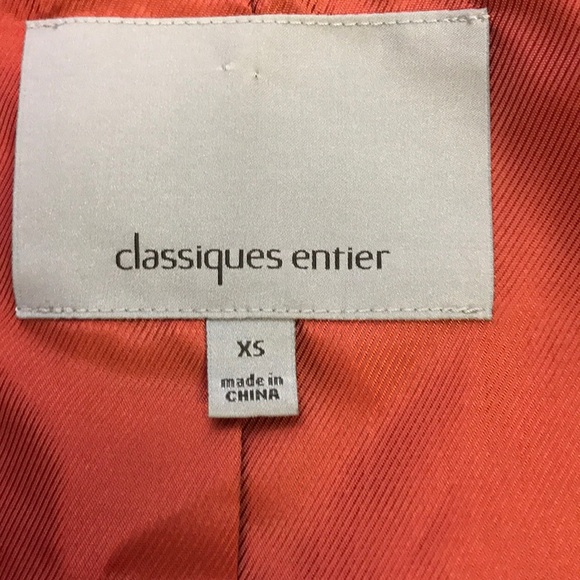 classiques entier
XS
made in
CHINA